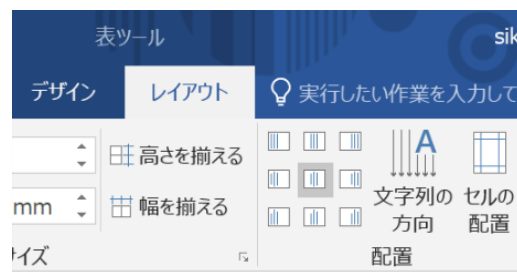 表ツール
sik
デザイン
レイアウト
実行したい作業を入力して
高さを揃える
mm
幅を揃える
文字列の
方向
セルの
配置
イズ
配置